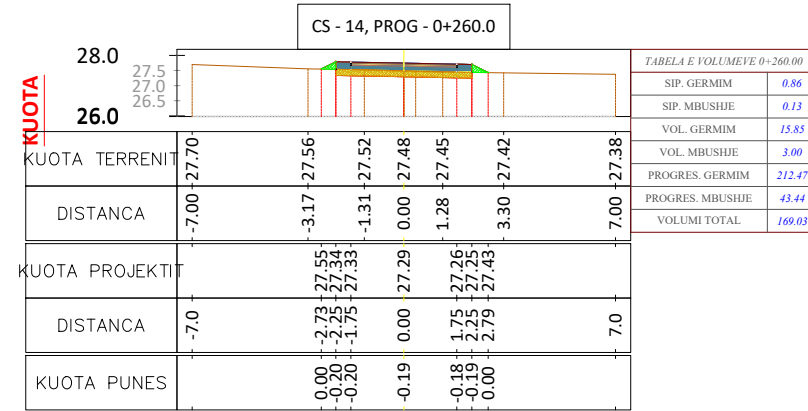 CS - 14, PROG - 0+260.0
KUOTA
28.0
27.5
27.0
26.5
26.0
KUOTA TERRENIT 27.70 27.56 27.52 27.48 27.45 27.42 27.38
DISTANCA -7.00 -3.17 -1.31 0.00 1.28 3.30 7.00
KUOTA PROJEKTIT 27.55 27.34 27.33 27.29 27.26 27.25 27.43
DISTANCA -7.0 -2.73 -2.25 -1.75 0.00 1.75 2.25 2.79 7.0
KUOTA PUNES 0.00 -0.20 -0.20 -0.19 -0.18 -0.19 0.00
TABELA E VOLUMEVE 0+260.00
SIP. GERMIM 0.86
SIP. MBUSHJE 0.13
VOL. GERMIM 15.85
VOL. MBUSHJE 3.00
PROGRES. GERMIM 212.47
PROGRES. MBUSHJE 43.44
VOLUMI TOTAL 169.03